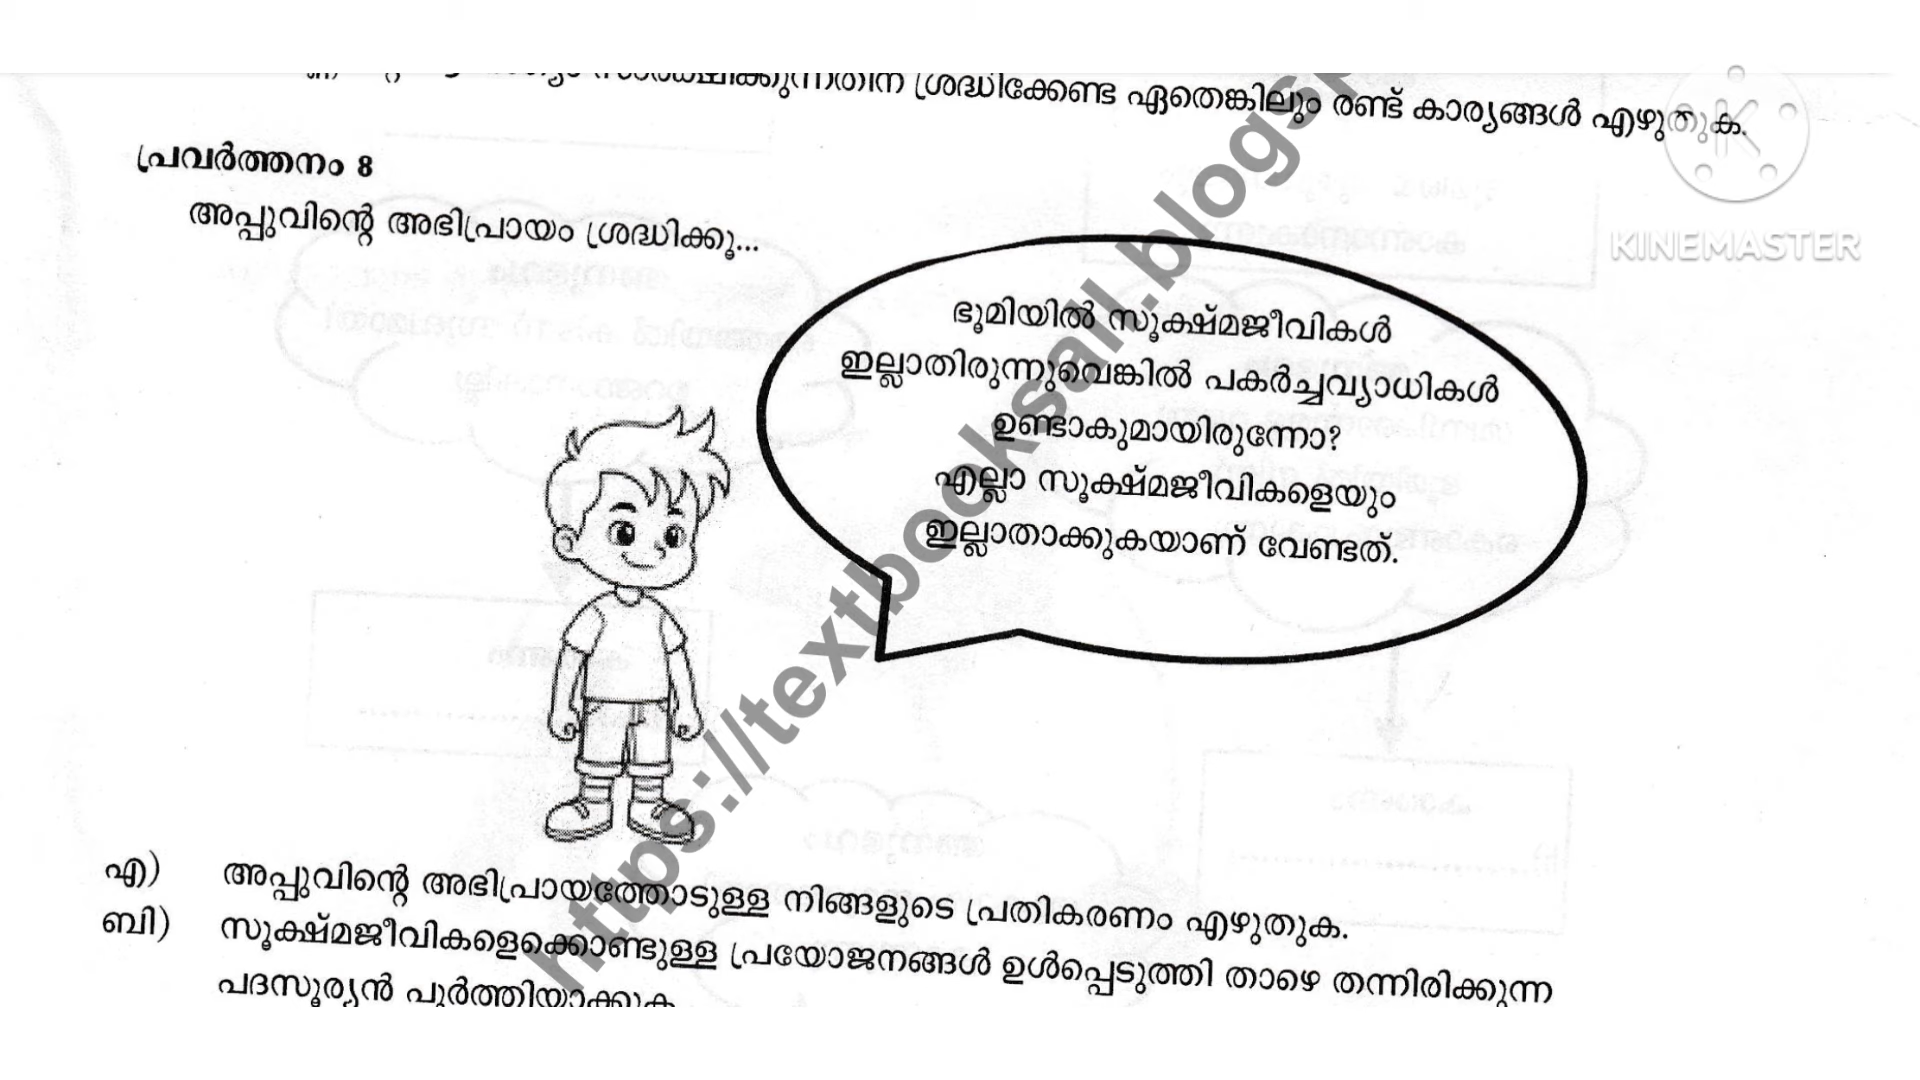 ശ്രദ്ധിക്കേണ്ട ഏതെങ്കിലും രണ്ട് കാര്യങ്ങൾ എഴുതുക.
KINEMASTER
പ്രവർത്തനം 8
അപ്പുവിന്റെ അഭിപ്രായം ശ്രദ്ധിക്കൂ...
ഭൂമിയിൽ സൂക്ഷ്മജീവികൾ
ഇല്ലാതിരുന്നുവെങ്കിൽ പകർച്ചവ്യാധികൾ
ഉണ്ടാകുമായിരുന്നോ?
എല്ലാ സൂക്ഷ്മജീവികളെയും
ഇല്ലാതാക്കുകയാണ് വേണ്ടത്.
https://textbooksall.blogsp
എ) അപ്പുവിന്റെ അഭിപ്രായത്തോടുള്ള നിങ്ങളുടെ പ്രതികരണം എഴുതുക.
ബി) സൂക്ഷ്മജീവികളെക്കൊണ്ടുള്ള പ്രയോജനങ്ങൾ ഉൾപ്പെടുത്തി താഴെ തന്നിരിക്കുന്ന
പദസൂര്യൻ പൂർത്തിയാക്കുക